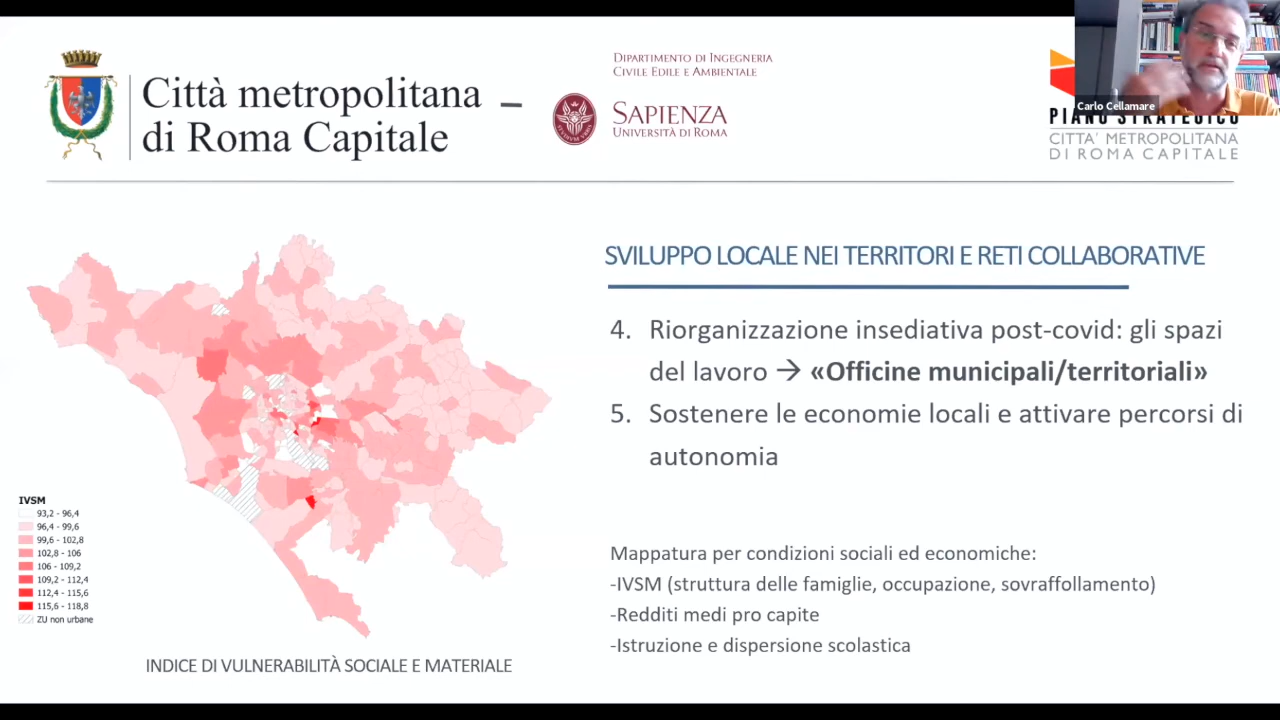 Città metropolitana
di Roma Capitale
DIPARTIMENTO DI INGEGNERIA
CIVILE EDILE E AMBIENTALE
SAPIENZA
UNIVERSITÀ DI ROMA
Carlo Cellamare
PIANO STRATEGICO
CITTA' METROPOLITANA
DI ROMA CAPITALE
SVILUPPO LOCALE NEI TERRITORI E RETI COLLABORATIVE
4. Riorganizzazione insediativa post-covid: gli spazi
del lavoro → «Officine municipali/territoriali»
5. Sostenere le economie locali e attivare percorsi di
autonomia
Mappatura per condizioni sociali ed economiche:
-IVSM (struttura delle famiglie, occupazione, sovraffollamento)
-Redditi medi pro capite
-Istruzione e dispersione scolastica
IVSM
93,2 - 96,4
96,4 - 99,6
99,6 - 102,8
102,8 - 106
106 - 109,2
109,2 - 112,4
112,4 - 115,6
115,6 - 118,8
ZU non urbane
INDICE DI VULNERABILITÀ SOCIALE E MATERIALE